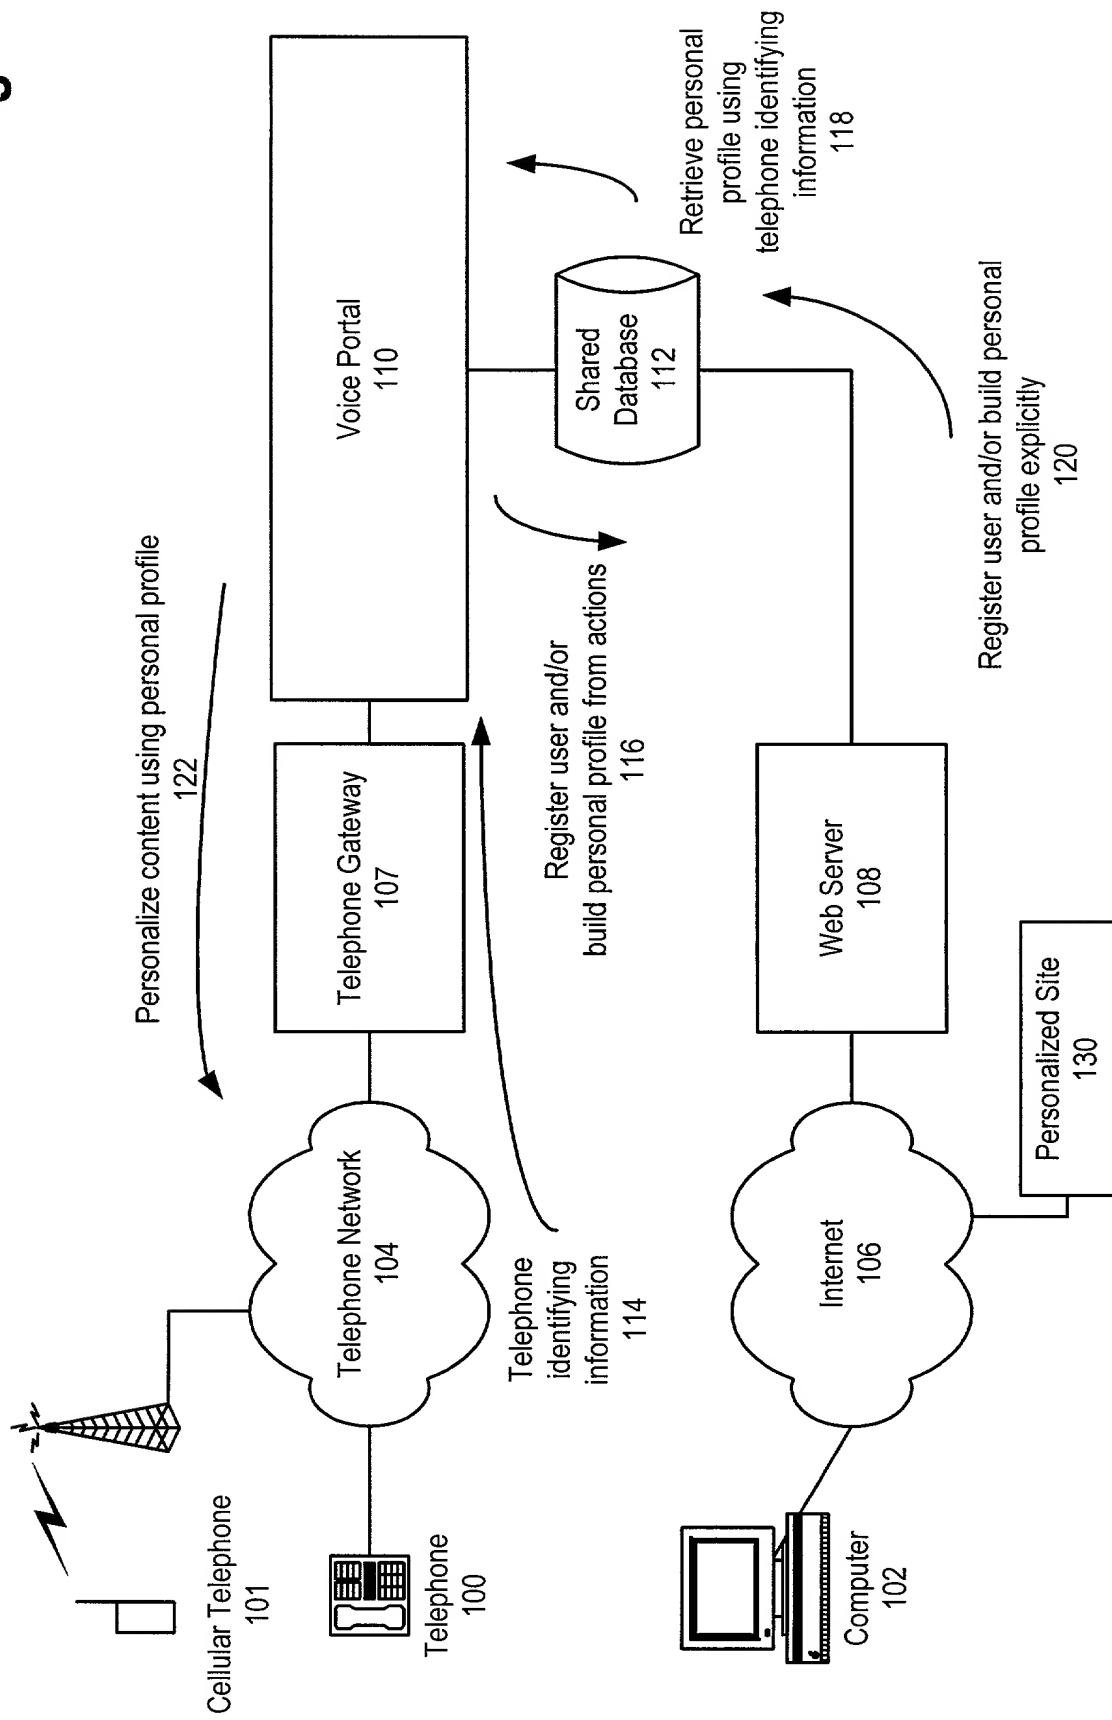 Personalize content using personal profile
122
Cellular Telephone
101
Telephone
100
Telephone Network
104
Telephone Gateway
107
Voice Portal
110
Telephone
identifying
information
114
Register user and/or
build personal profile from actions
116
Shared
Database
112
Retrieve personal
profile using
telephone identifying
information
118
Computer
102
Internet
106
Web Server
108
Register user and/or build personal
profile explicitly
120
Personalized Site
130